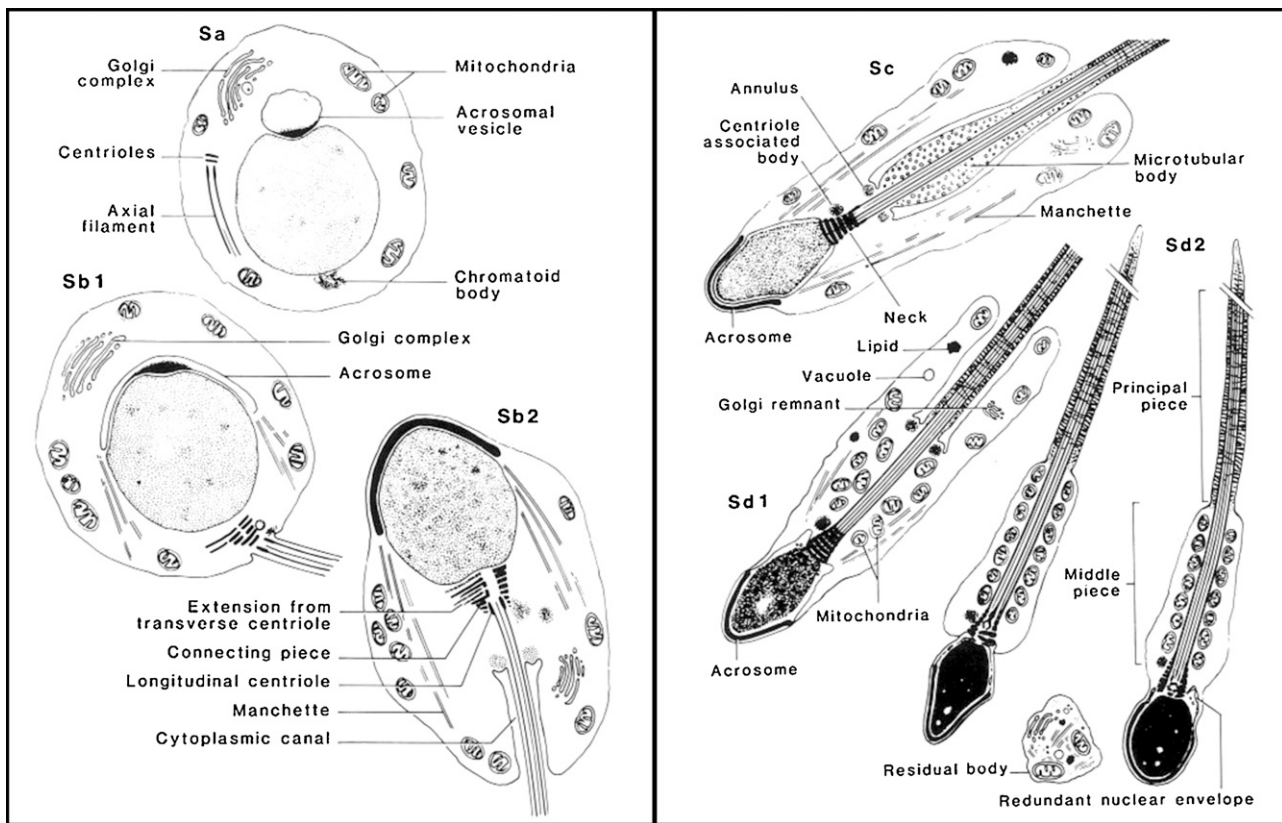 Sa
Golgi
complex
Mitochondria
Acrosomal
vesicle
Centrioles
Axial
filament
Chromatoid
body
Sb1
Golgi complex
Acrosome
Sb2
Extension from
transverse centriole
Connecting piece
Longitudinal centriole
Manchette
Cytoplasmic canal
Sc
Annulus
Centriole
associated
body
Microtubular
body
Manchette
Neck
Acrosome
Sd1
Lipid
Vacuole
Golgi remnant
Mitochondria
Acrosome
Sd2
Principal
piece
Middle
piece
Residual body
Redundant nuclear envelope